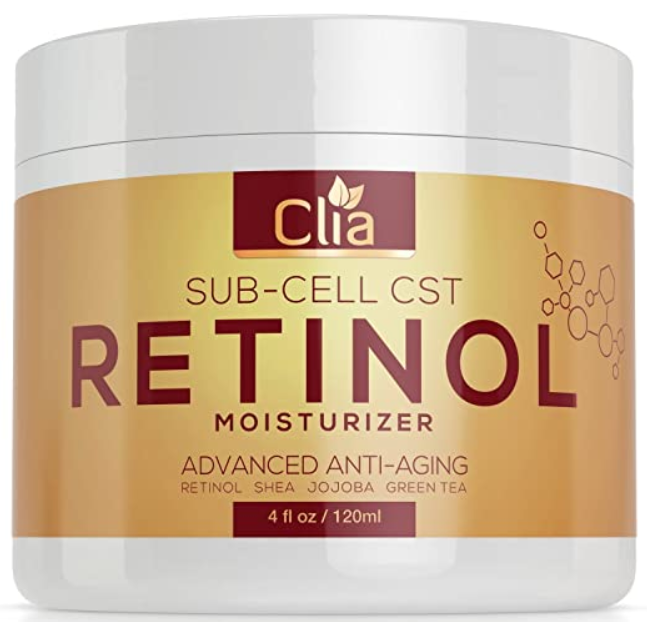 Clia
SUB-CELL CST
RETINOL
MOISTURIZER
ADVANCED ANTI-AGING
RETINOL SHEA JOJOBA GREEN TEA
4 fl oz / 120ml